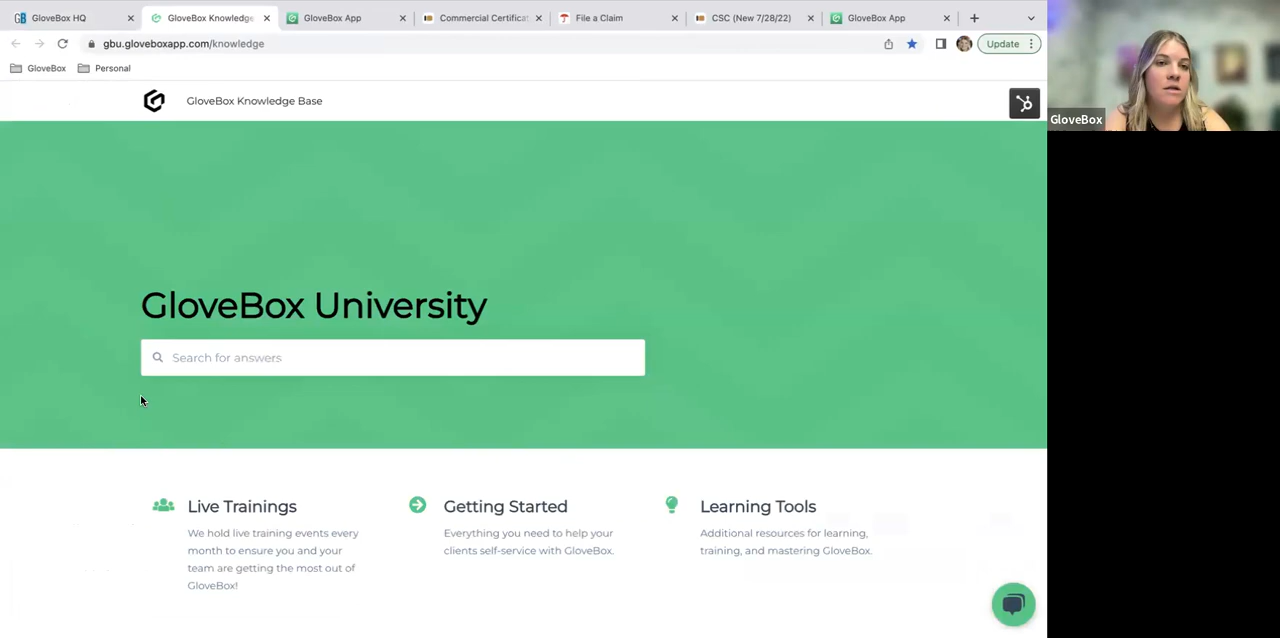 GloveBox HQ
GloveBox Knowledge
GloveBox App
Commercial Certifica
File a Claim
CSC (New 7/28/22)
GloveBox App
gbu.gloveboxapp.com/knowledge
Update
GloveBox
Personal
GloveBox Knowledge Base
GloveBox
GloveBox University
Search for answers
Live Trainings
We hold live training events every
month to ensure you and your
team are getting the most out of
GloveBox!
Getting Started
Everything you need to help your
clients self-service with GloveBox.
Learning Tools
Additional resources for learning,
training, and mastering GloveBox.